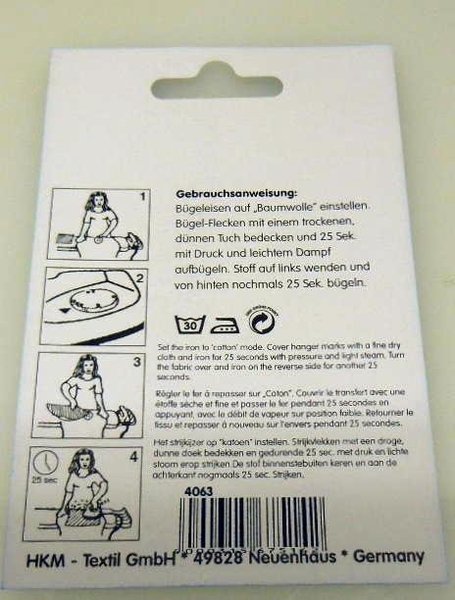 Gebrauchsanweisung:
Bügeleisen auf „Baumwolle" einstellen.
Bügel-Flecken mit einem trockenen,
dünnen Tuch bedecken und 25 Sek.
mit Druck und leichtem Dampf
aufbügeln. Stoff auf links wenden und
von hinten nochmals 25 Sek. bügeln.
1
2
3
4
25 sec
30
Set the iron to 'cotton' mode. Cover hanger marks with a fine dry
cloth and iron for 25 seconds with pressure and light steam. Turn
the fabric over and iron on the reverse side for another 25
seconds.
Régler le fer à repasser sur „Coton". Couvrir le transfert avec une
étoffe sèche et fine et passer le fer pendant 25 secondes en
appuyant, avec le débit de vapeur sur position faible. Retourner le
tissu et repasser à nouveau sur l'envers pendant 25 secondes.
Het strijkijzer op "katoen" instellen. Strijkvlekken met een droge,
dunne doek bedekken en gedurende 25 sec. met druk en lichte
stoom erop strijken. De stof binnenstebuiten keren en aan de
achterkant nogmaals 25 sec. Strijken.
4063
HKM - Textil GmbH * 49828 Neuenhaus * Germany